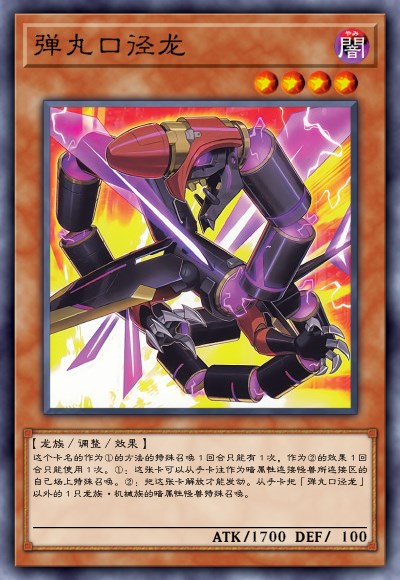 弹丸口径龙
やみ
闇
【龙族／调整／效果】
这个卡名的作为①的方法的特殊召唤1回合只能有1次。作为②的效果1回
合只能使用1次。①：这张卡可以从手卡往作为暗属性连接怪兽所连接区的
自己场上特殊召唤。②：把这张卡解放才能发动。从手卡把「弹丸口径龙」
以外的1只龙族·机械族的暗属性怪兽特殊召唤。
ATK/1700 DEF/ 100